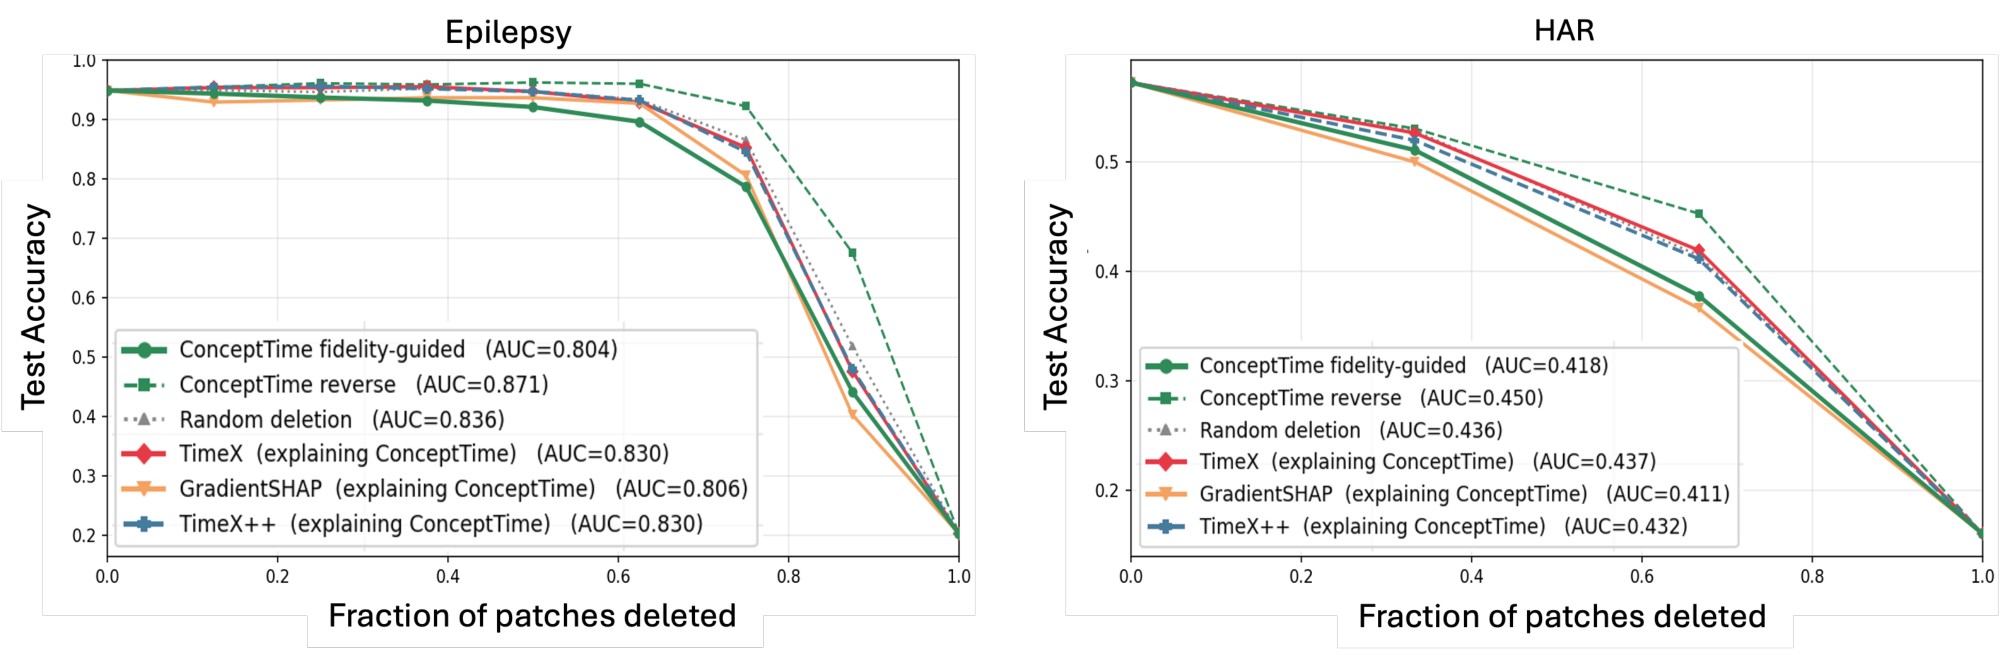 Epilepsy
1.0
0.9
0.8
0.7
0.6
0.5
0.4
0.3
0.2
Test Accuracy
ConceptTime fidelity-guided (AUC=0.804)
ConceptTime reverse (AUC=0.871)
Random deletion (AUC=0.836)
TimeX (explaining ConceptTime) (AUC=0.830)
GradientSHAP (explaining ConceptTime) (AUC=0.806)
TimeX++ (explaining ConceptTime) (AUC=0.830)
0.0 0.2 0.4 0.6 0.8 1.0
Fraction of patches deleted
HAR
0.5
0.4
0.3
0.2
Test Accuracy
ConceptTime fidelity-guided (AUC=0.418)
ConceptTime reverse (AUC=0.450)
Random deletion (AUC=0.436)
TimeX (explaining ConceptTime) (AUC=0.437)
GradientSHAP (explaining ConceptTime) (AUC=0.411)
TimeX++ (explaining ConceptTime) (AUC=0.432)
0.0 0.2 0.4 0.6 0.8 1.0
Fraction of patches deleted